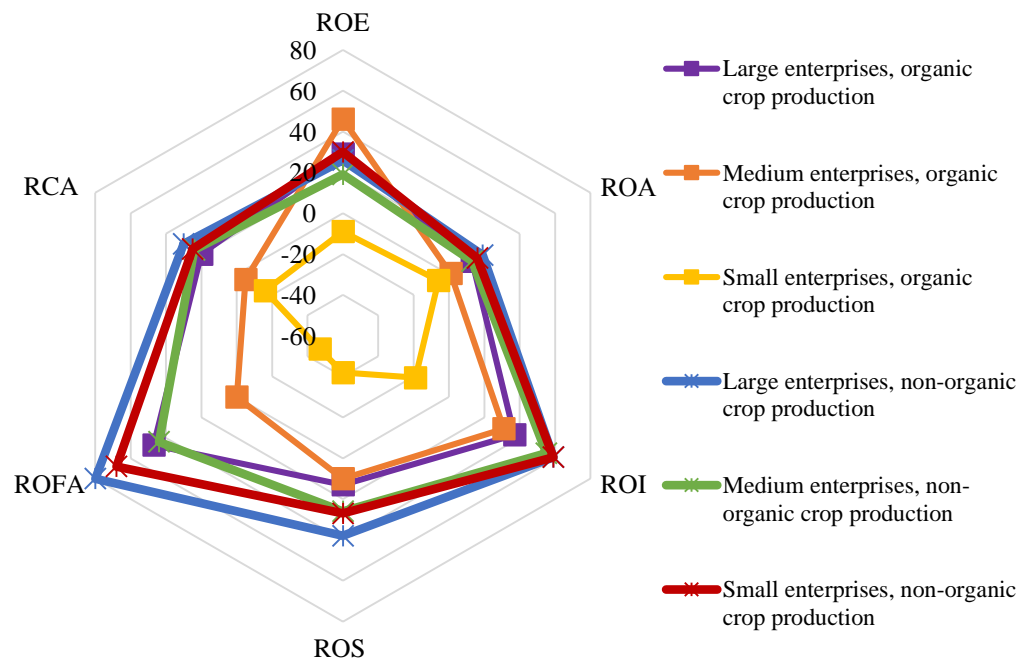 ROE
80
60
40
20
0
-20
-40
-60
ROA
ROI
ROS
ROFA
RCA
Large enterprises, organic
crop production
Medium enterprises, organic
crop production
Small enterprises, organic
crop production
Large enterprises, non-organic
crop production
Medium enterprises, non-
organic crop production
Small enterprises, non-organic
crop production